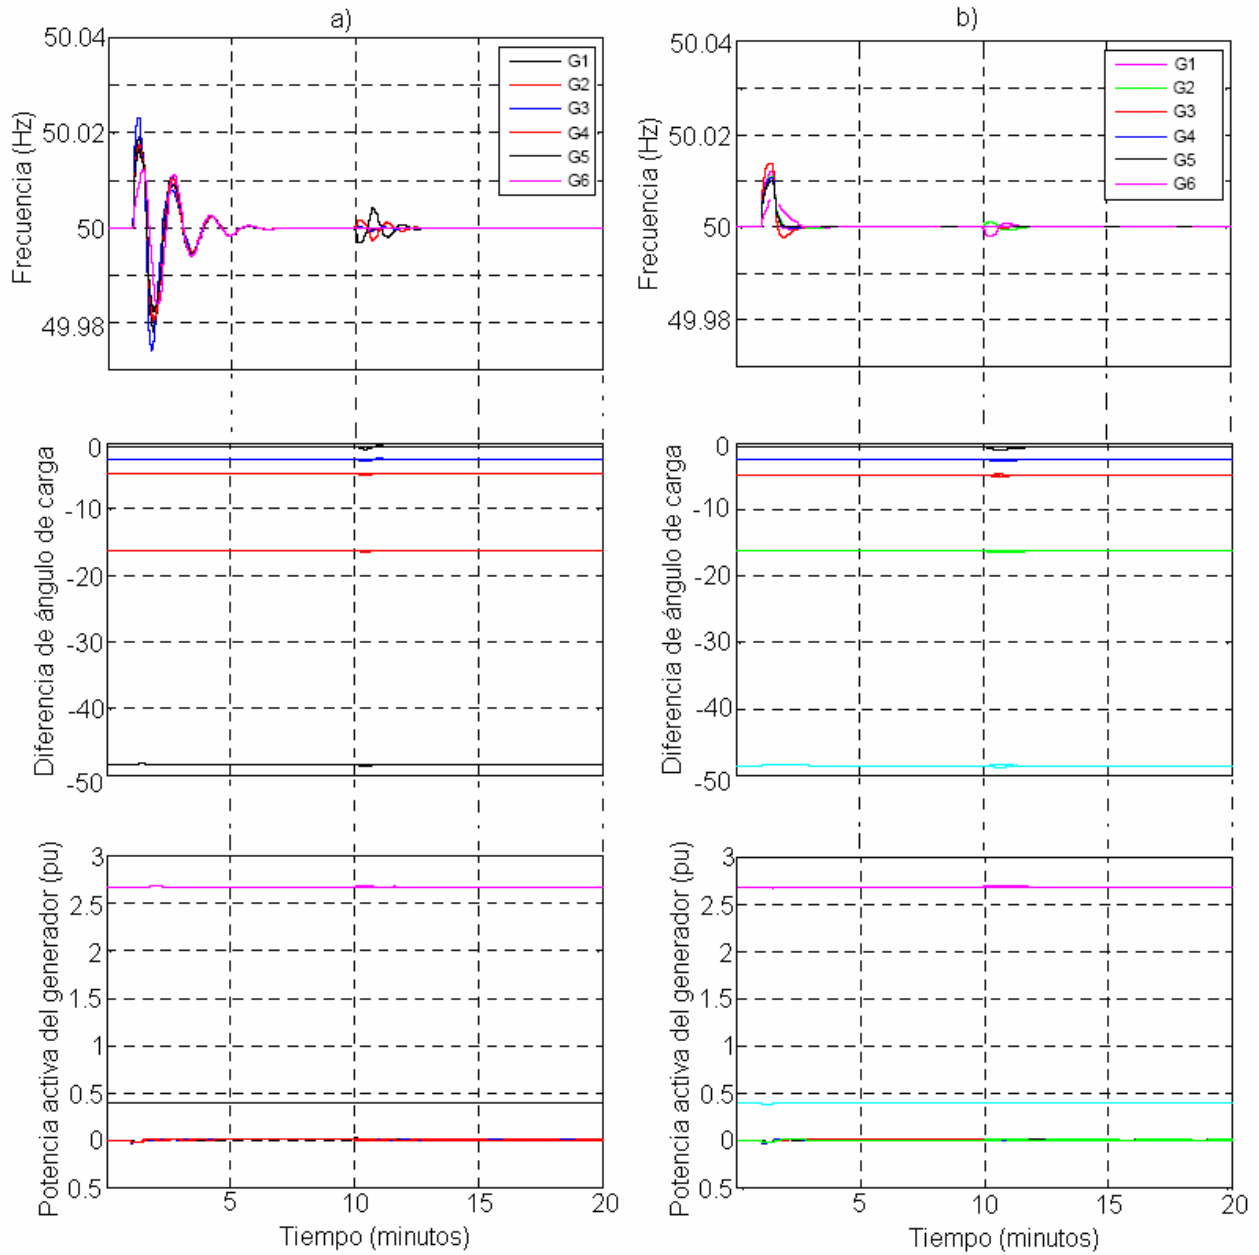 a)
50.04
50.02
50
49.98
Frecuencia (Hz)
G1
G2
G3
G4
G5
G6
b)
50.04
50.02
50
49.98
Frecuencia (Hz)
G1
G2
G3
G4
G5
G6
0
-10
-20
-30
-40
-50
Diferencia de ángulo de carga
0
-10
-20
-30
-40
-50
Diferencia de ángulo de carga
3
2.5
2
1.5
1
0.5
0
0.5
Potencia activa del generador (pu)
5
10
15
20
Tiempo (minutos)
3
2.5
2
1.5
1
0.5
0
0.5
Potencia activa del generador (pu)
5
10
15
20
Tiempo (minutos)